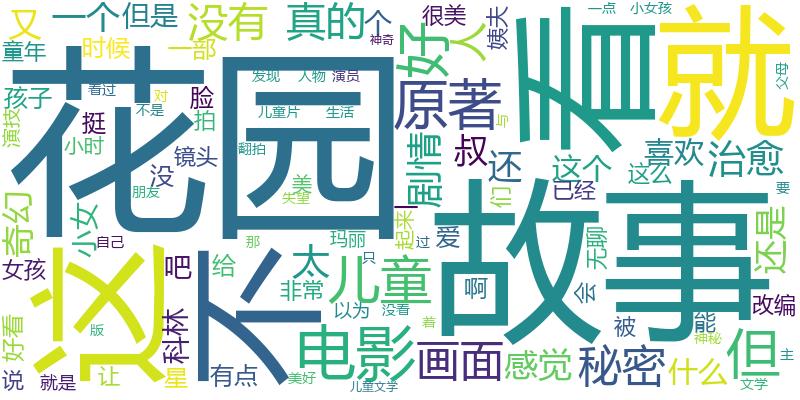 又
一个
但是
没有
真的
个
很美
姨夫
好
人
看
就
一点
小女孩
童年
时候
一部
神奇
花园
发现
人物
演员
原著
父母
孩子
看过
对
脸
不是
拍
儿童片
生活
与
演技
挺
小时
没
镜头
翻拍
剧情
叔
还
这个
喜欢
治愈
朋友
美
失望
们
已经
这么
要
故事
奇幻
小女
自己
那
玛丽
起来
过
爱
无聊
还是
女孩
这
不
吧
给
太
只
儿童
啊
会
非常
以为
没看
着
被
能
改编
神秘
好看
科林
版
电影
画面
感觉
秘密
什么
但
主
说
就是
让
星
有点
美好
儿童文学
文学